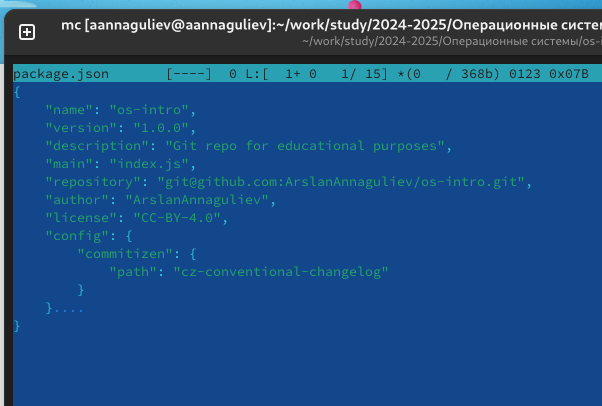 mc [aannaguliev@aannaguliev]:~/work/study/2024-2025/Операционные систем
~/work/study/2024-2025/Операционные системы/os-i
package.json       [----]  0 L:[  1+ 0   1/ 15] *(0   / 368b) 0123 0x07B
{
    "name": "os-intro",
    "version": "1.0.0",
    "description": "Git repo for educational purposes",
    "main": "index.js",
    "repository": "git@github.com:ArslanAnnaguliev/os-intro.git",
    "author": "ArslanAnnaguliev",
    "license": "CC-BY-4.0",
    "config": {
        "commitizen": {
            "path": "cz-conventional-changelog"
        }
    }....
}